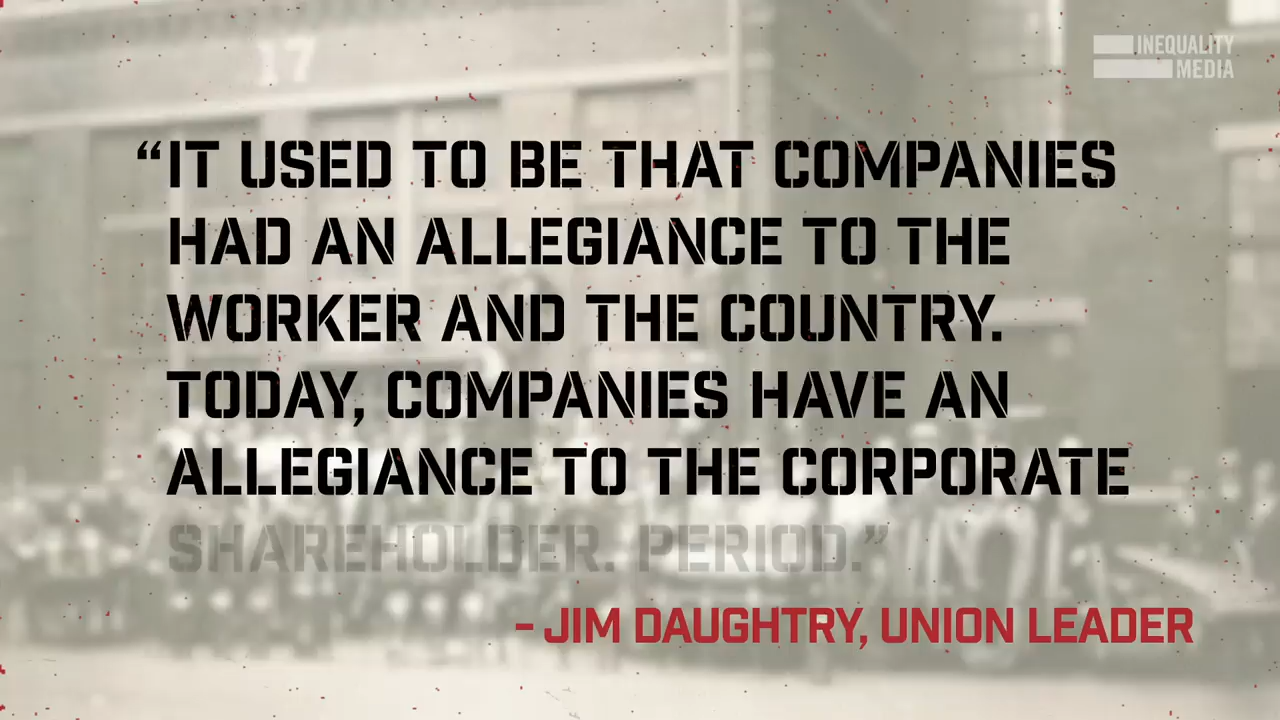 17
INEQUALITY
MEDIA
“IT USED TO BE THAT COMPANIES
HAD AN ALLEGIANCE TO THE
WORKER AND THE COUNTRY.
TODAY, COMPANIES HAVE AN
ALLEGIANCE TO THE CORPORATE
SHAREHOLDER. PERIOD.”
- JIM DAUGHTRY, UNION LEADER